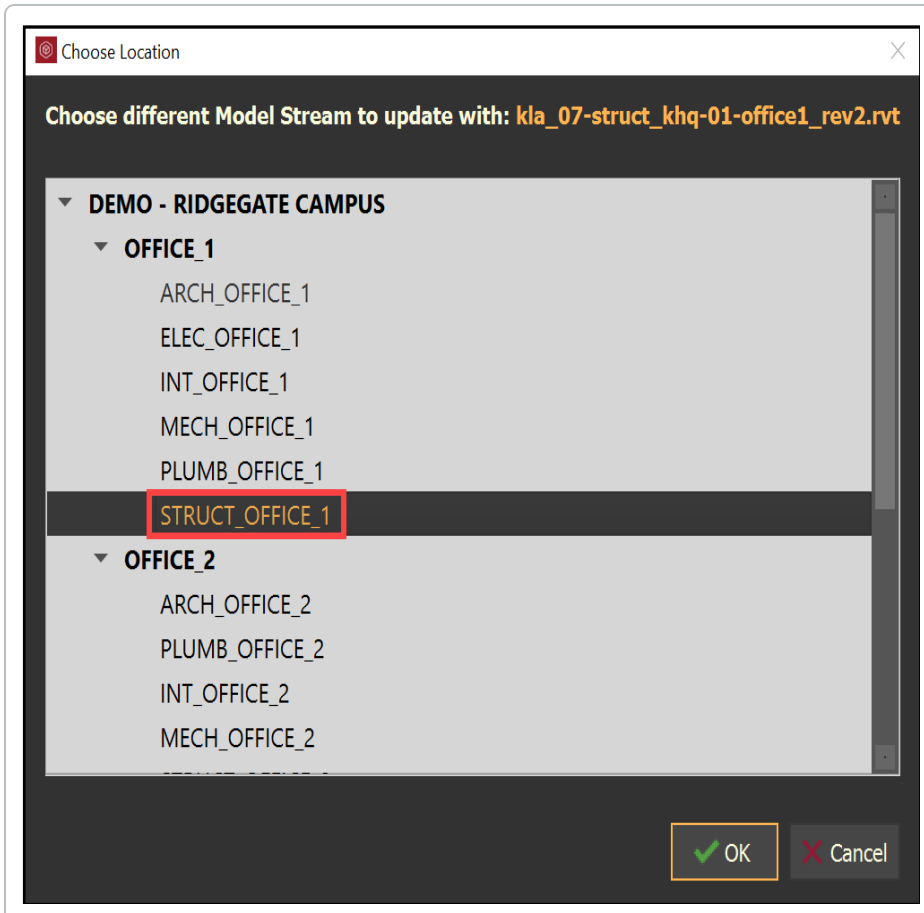 Choose Location
Choose different Model Stream to update with: kla_07-struct_khq-01-office1_rev2.rvt
DEMO - RIDGEGATE CAMPUS
OFFICE_1
ARCH_OFFICE_1
ELEC_OFFICE_1
INT_OFFICE_1
MECH_OFFICE_1
PLUMB_OFFICE_1
STRUCT_OFFICE_1
OFFICE_2
ARCH_OFFICE_2
PLUMB_OFFICE_2
INT_OFFICE_2
MECH_OFFICE_2
OK Cancel